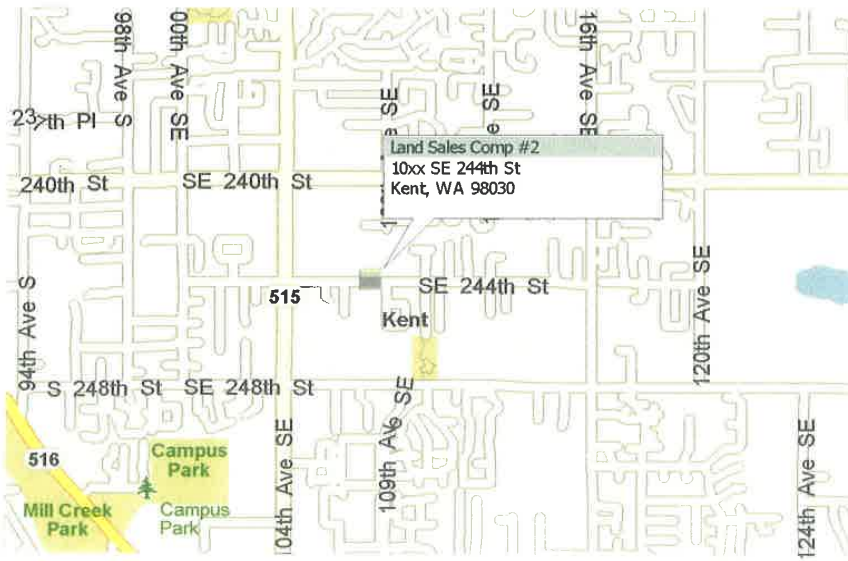 98th Ave S
00th Ave SE
16th Ave SE
SE
e SE
237th Pl
Land Sales Comp #2
10xx SE 244th St
Kent, WA 98030
240th St
SE 240th St
94th Ave S
515
SE 244th St
120th Ave SE
Kent
S 248th St
SE 248th St
516
Campus
Park
04th Ave SE
109th Ave SE
124th Ave SE
Mill Creek
Park
Campus
Park